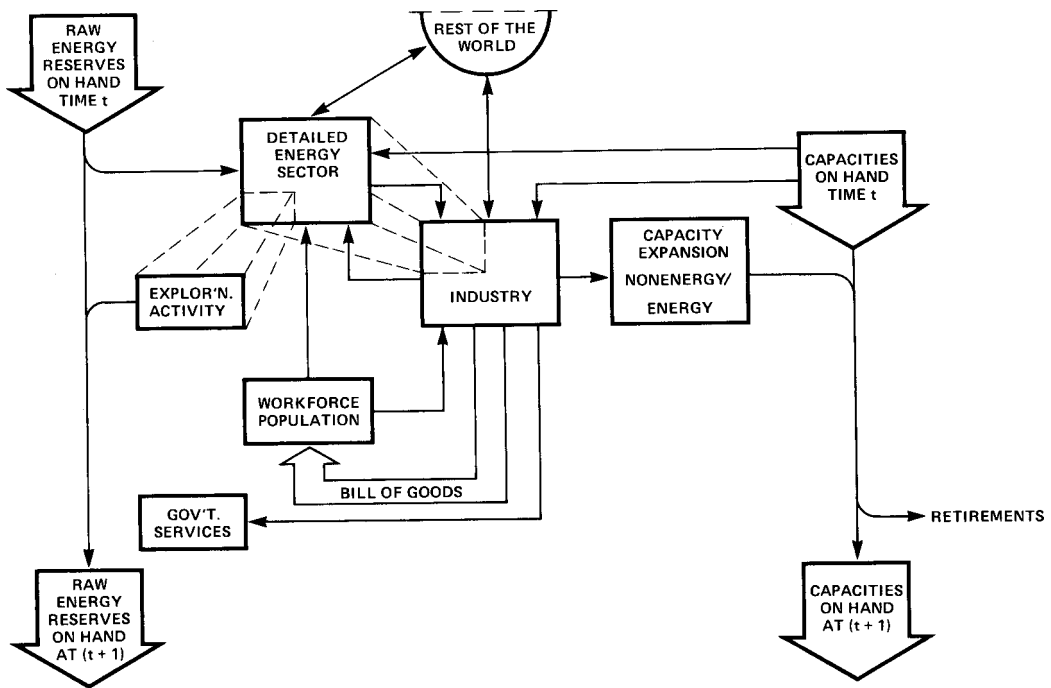 RAW
ENERGY
RESERVES
ON HAND
TIME t
REST OF THE
WORLD
DETAILED
ENERGY
SECTOR
CAPACITIES
ON HAND
TIME t
CAPACITY
EXPANSION
NONENERGY/
ENERGY
INDUSTRY
EXPLOR'N.
ACTIVITY
WORKFORCE
POPULATION
BILL OF GOODS
GOV'T.
SERVICES
RETIREMENTS
RAW
ENERGY
RESERVES
ON HAND
AT (t + 1)
CAPACITIES
ON HAND
AT (t + 1)